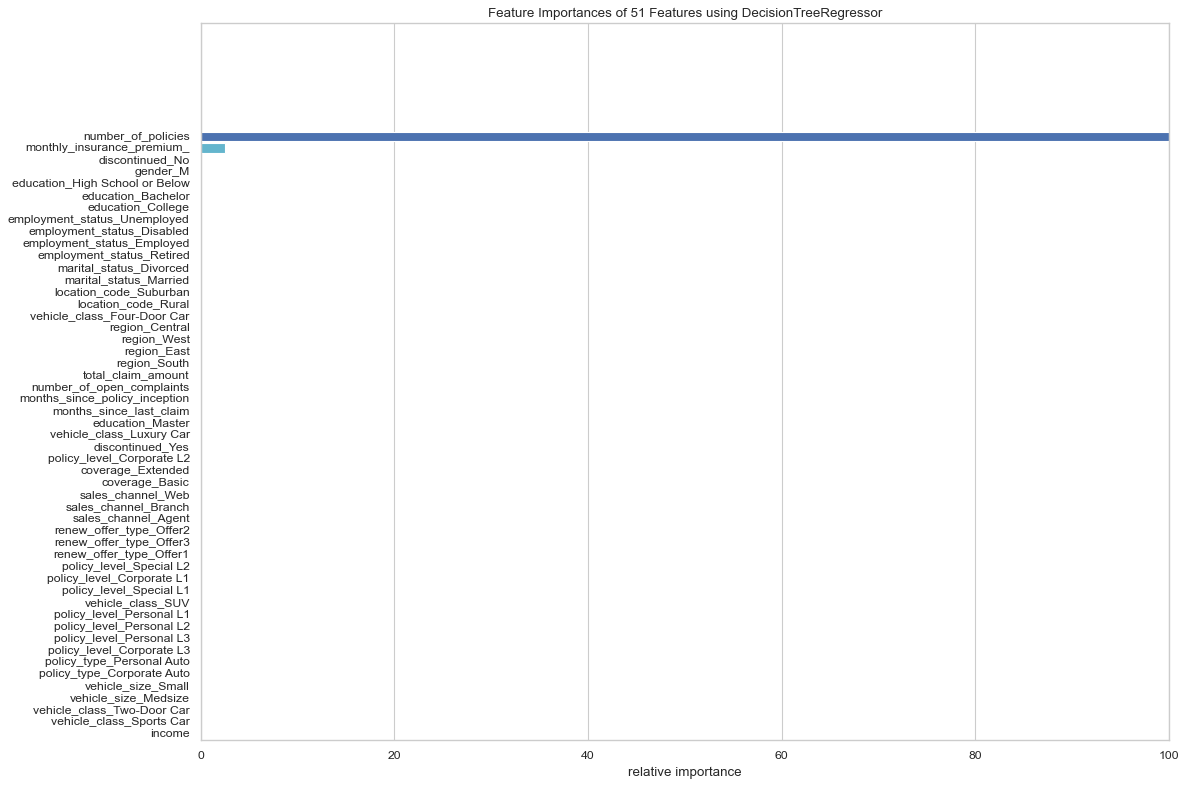 Feature Importances of 51 Features using DecisionTreeRegressor
number_of_policies
monthly_insurance_premium_
discontinued_No
gender_M
education_High School or Below
education_Bachelor
education_College
employment_status_Unemployed
employment_status_Disabled
employment_status_Employed
employment_status_Retired
marital_status_Divorced
marital_status_Married
location_code_Suburban
location_code_Rural
vehicle_class_Four-Door Car
region_Central
region_West
region_East
region_South
total_claim_amount
number_of_open_complaints
months_since_policy_inception
months_since_last_claim
education_Master
vehicle_class_Luxury Car
discontinued_Yes
policy_level_Corporate L2
coverage_Extended
coverage_Basic
sales_channel_Web
sales_channel_Branch
sales_channel_Agent
renew_offer_type_Offer2
renew_offer_type_Offer3
renew_offer_type_Offer1
policy_level_Special L2
policy_level_Corporate L1
policy_level_Special L1
vehicle_class_SUV
policy_level_Personal L1
policy_level_Personal L2
policy_level_Personal L3
policy_level_Corporate L3
policy_type_Personal Auto
policy_type_Corporate Auto
vehicle_size_Small
vehicle_size_Medsize
vehicle_class_Two-Door Car
vehicle_class_Sports Car
income
0 20 40 60 80 100
relative importance